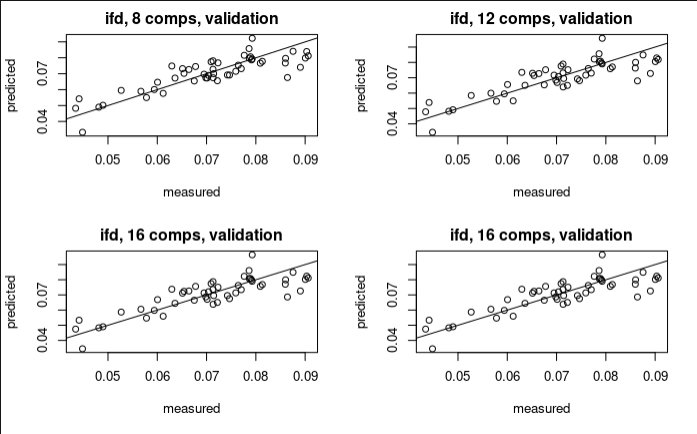 ifd, 8 comps, validation
predicted
0.07
0.04
0.05 0.06 0.07 0.08 0.09
measured
ifd, 12 comps, validation
predicted
0.07
0.04
0.05 0.06 0.07 0.08 0.09
measured
ifd, 16 comps, validation
predicted
0.07
0.04
0.05 0.06 0.07 0.08 0.09
measured
ifd, 16 comps, validation
predicted
0.07
0.04
0.05 0.06 0.07 0.08 0.09
measured